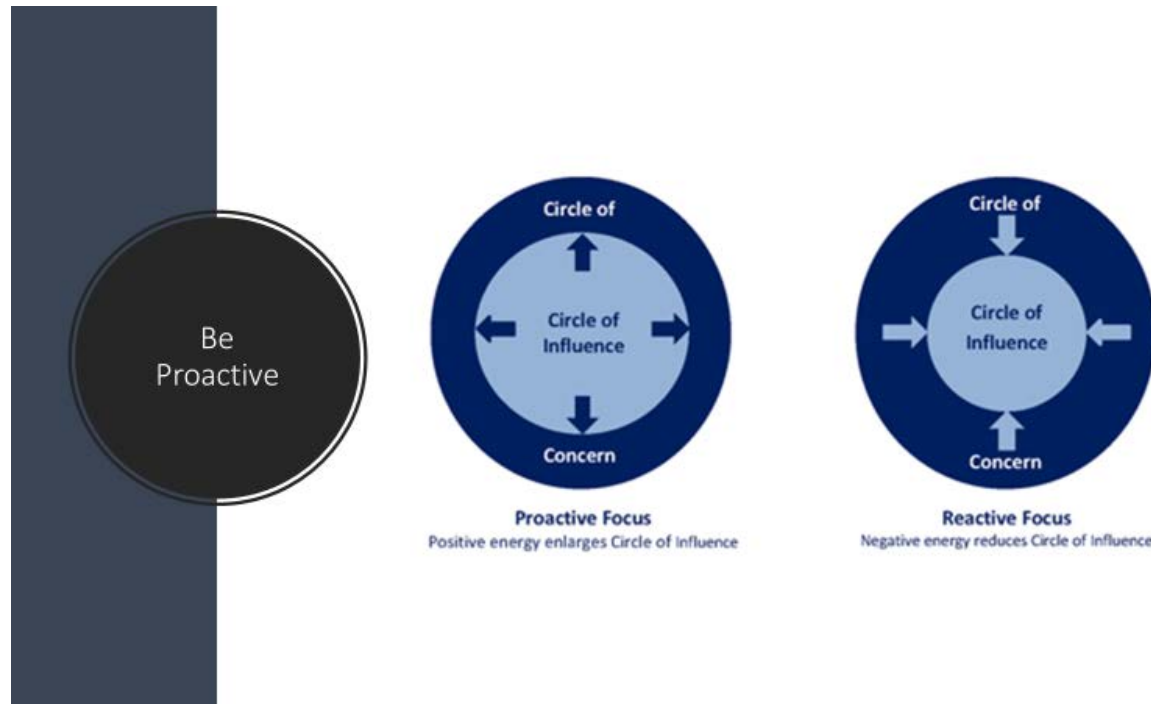 Be
Proactive
Circle of
Circle of
Influence
Concern
Proactive Focus
Positive energy enlarges Circle of Influence
Circle of
Circle of
Influence
Concern
Reactive Focus
Negative energy reduces Circle of Influence